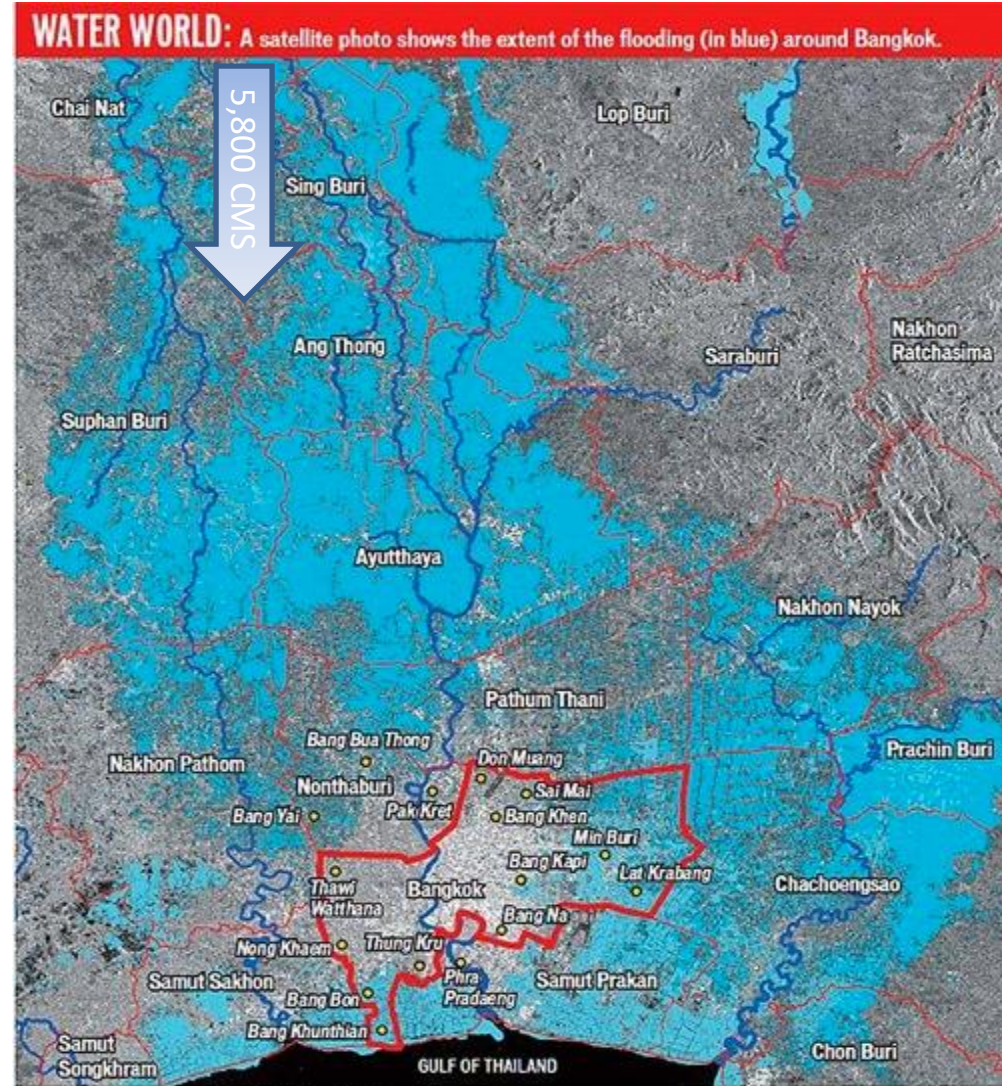 WATER WORLD: A satellite photo shows the extent of the flooding (in blue) around Bangkok.
Chai Nat
5,800 CMS
Lop Buri
Sing Buri
Ang Thong
Saraburi
Nakhon
Ratchasima
Suphan Buri
Ayutthaya
Nakhon Nayok
Pathum Thani
Bang Bua Thong
Prachin Buri
Nakhon Pathom
Don Muang
Nonthaburi
Sai Mai
Pak Kret
Bang Yai
Bang Khen
Min Buri
Bang Kapi
Lat Krabang
Thawi
Watthana
Bangkok
Chachoengsao
Bang Na
Nong Khaem
Thung Kru
Samut Sakhon
Phra
Pradaeng
Samut Prakan
Bang Bon
Bang Khunthian
Samut
Songkhram
Chon Buri
GULF OF THAILAND